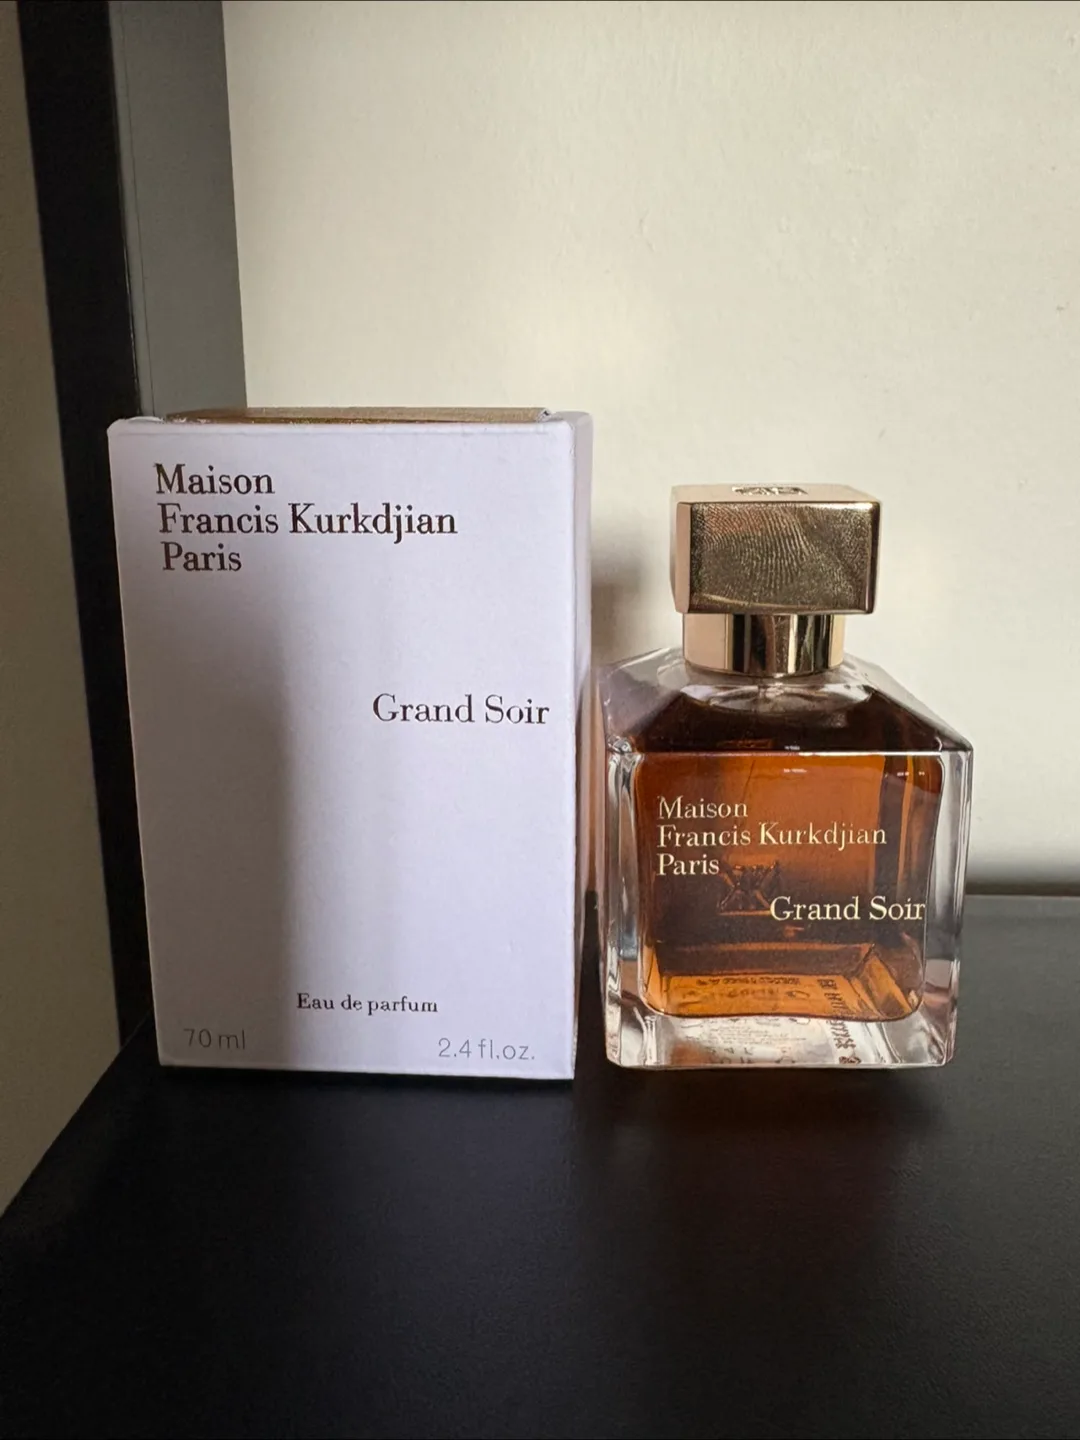 Maison
Francis Kurkdjian
Paris
Grand Soir
Eau de parfum
70 ml
2.4 fl.oz.
Maison
Francis Kurkdjian
Paris
Grand Soir